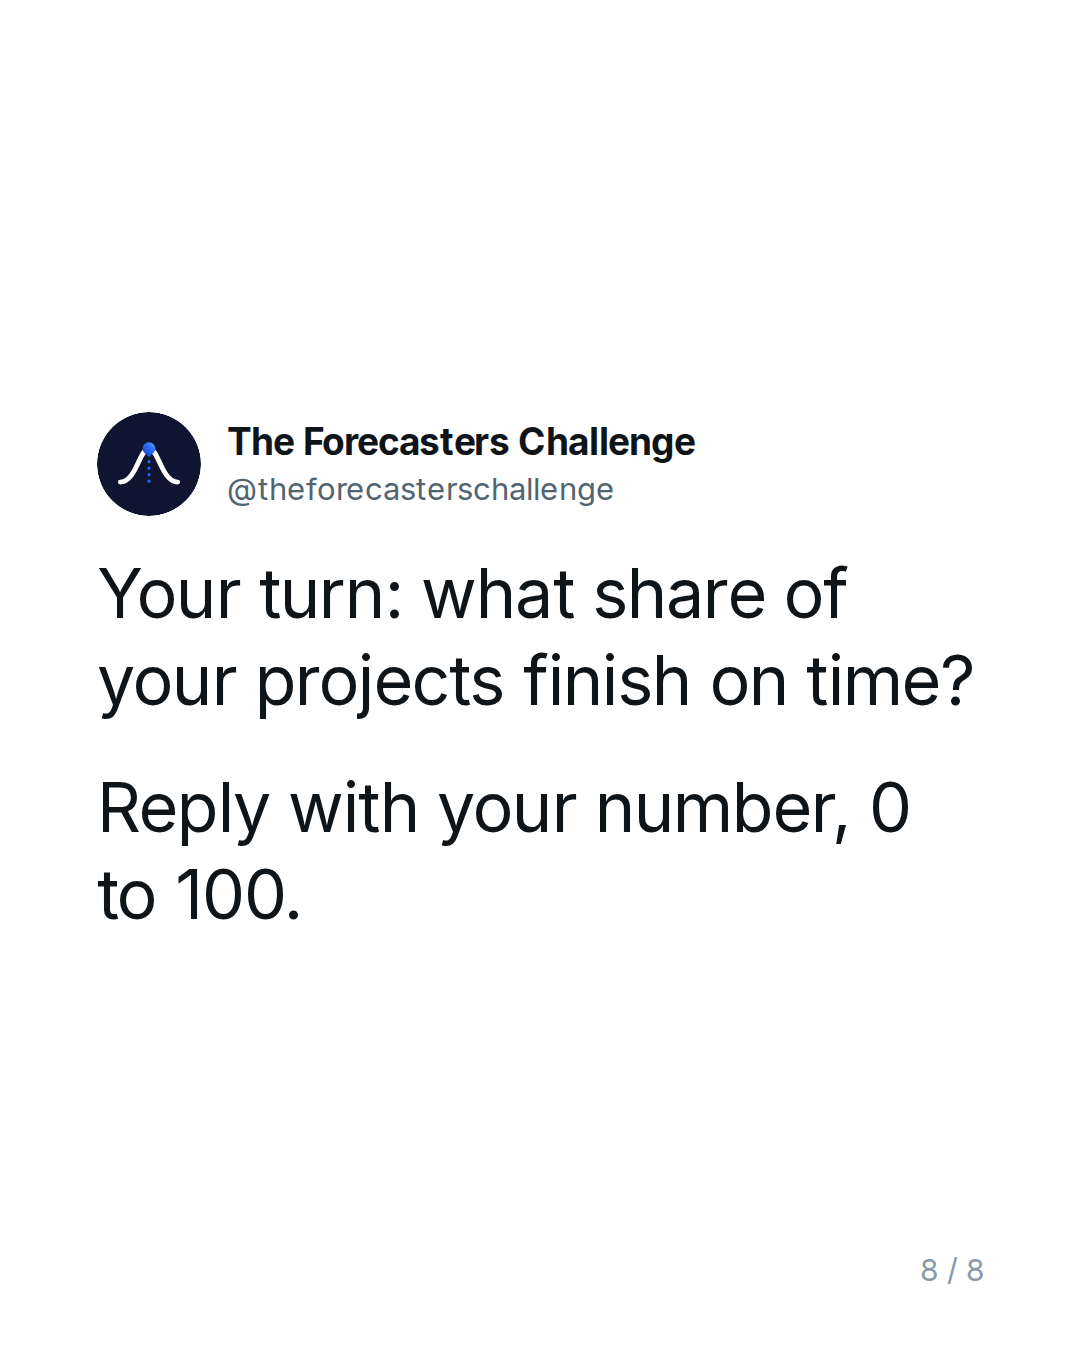 The Forecasters Challenge
@theforecasterschallenge
Your turn: what share of
your projects finish on time?
Reply with your number, 0
to 100.
8 / 8